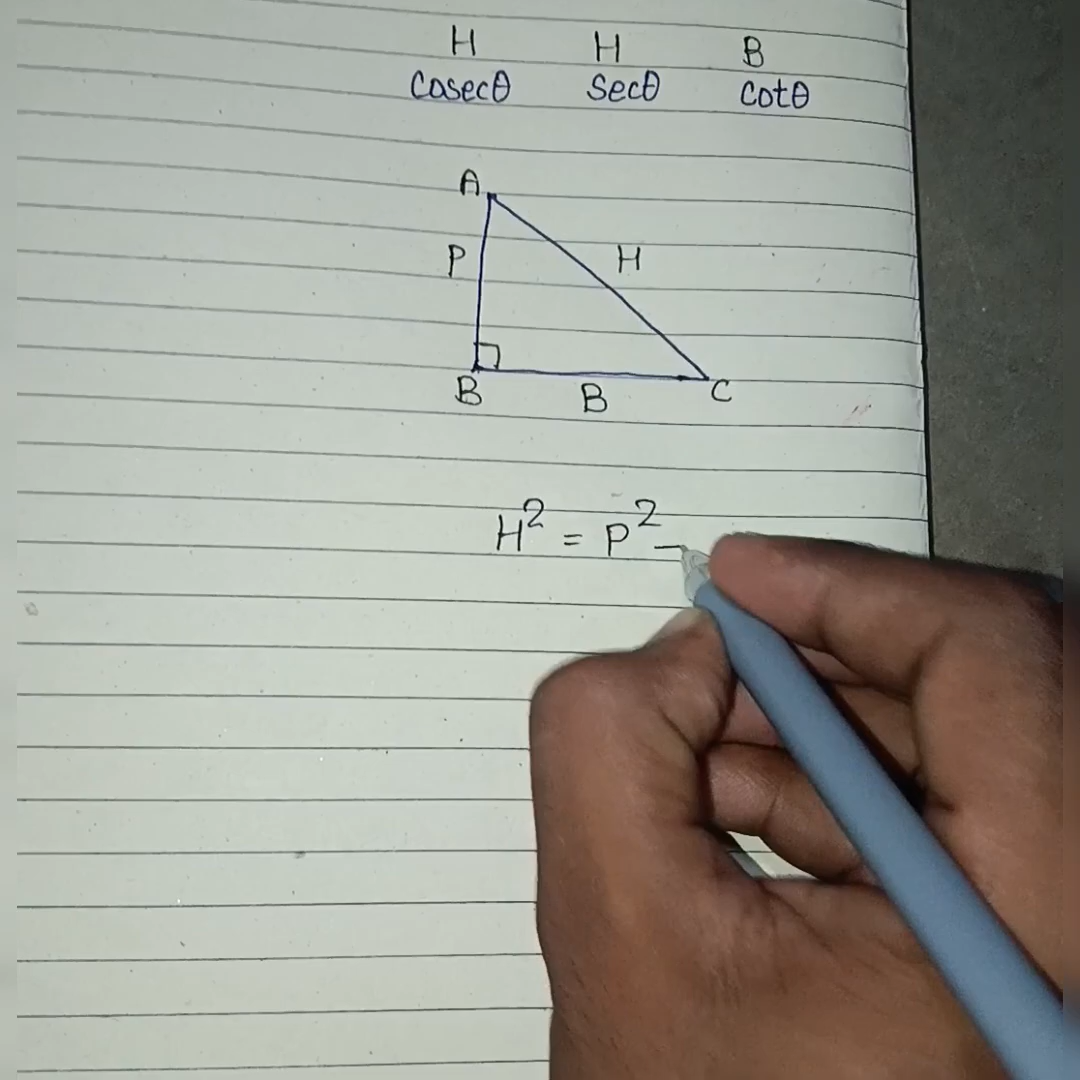 H H B
cosecθ secθ cotθ
A
P H
B B C
H² = P² –